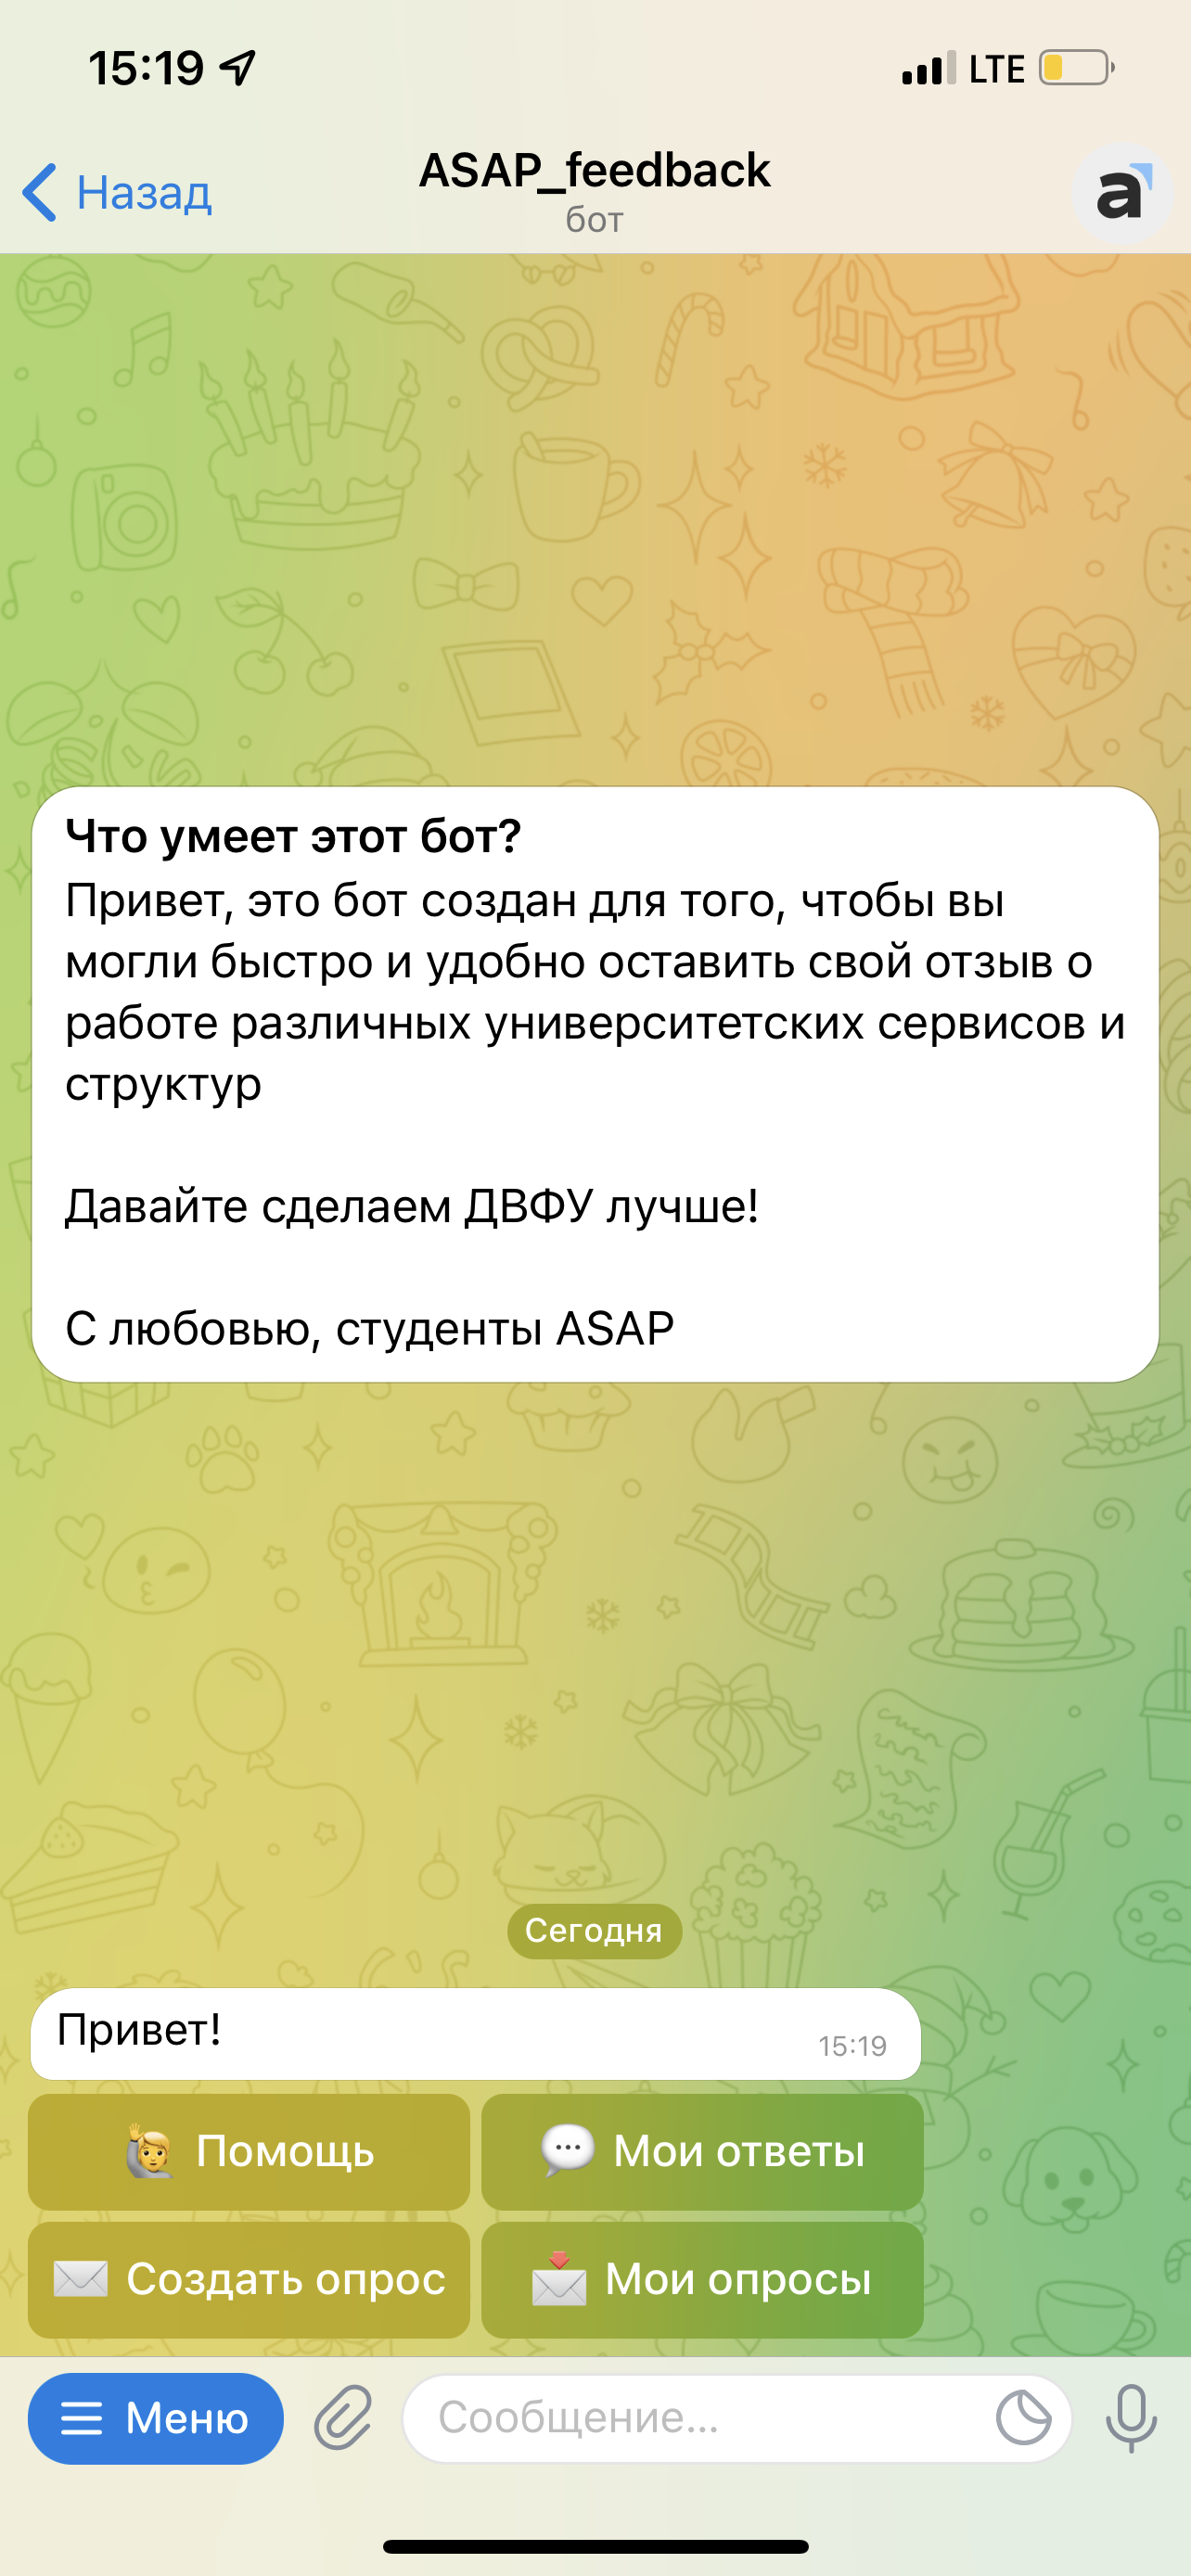 15:19 LTE
Назад
ASAP_feedback
бот
a
Что умеет этот бот?
Привет, это бот создан для того, чтобы вы
могли быстро и удобно оставить свой отзыв о
работе различных университетских сервисов и
структур
Давайте сделаем ДВФУ лучше!
С любовью, студенты ASAP
Сегодня
Привет!
15:19
Помощь
Мои ответы
Создать опрос
Мои опросы
Меню
Сообщение...